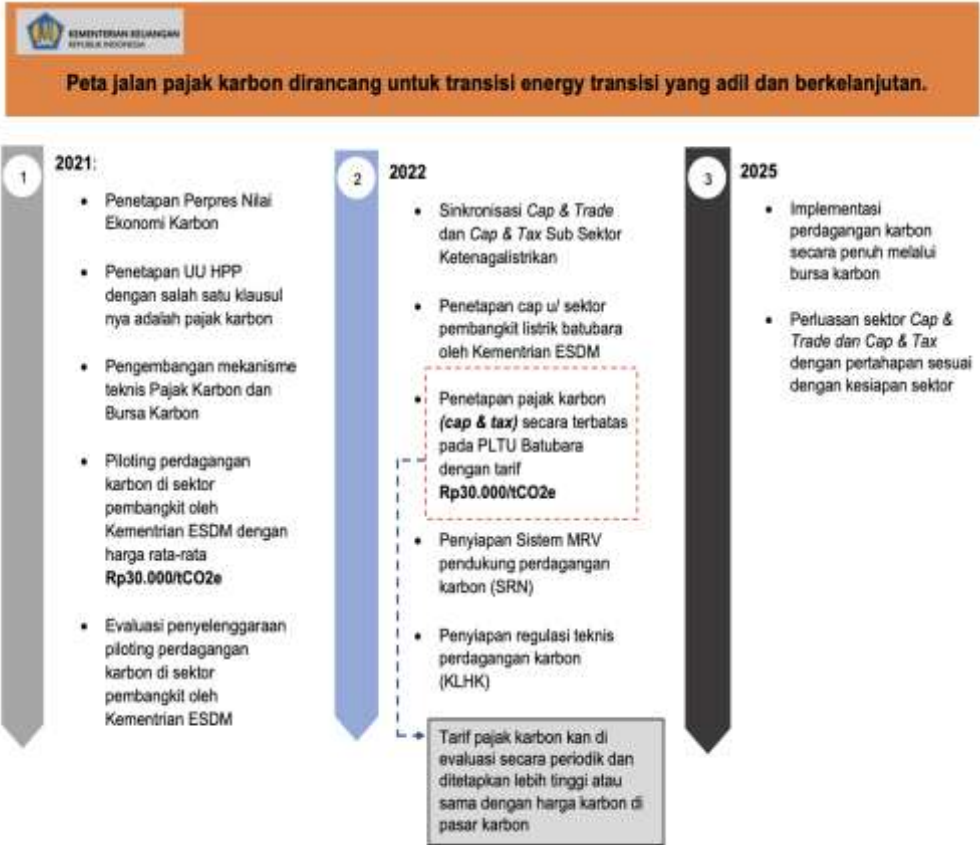 KEMENTERIAN KEUANGAN
REPUBLIK INDONESIA
Peta jalan pajak karbon dirancang untuk transisi energy transisi yang adil dan berkelanjutan.
1
2021:
• Penetapan Perpres Nilai
Ekonomi Karbon
• Penetapan UU HPP
dengan salah satu klausul
nya adalah pajak karbon
• Pengembangan mekanisme
teknis Pajak Karbon dan
Bursa Karbon
• Piloting perdagangan
karbon di sektor
pembangkit oleh
Kementrian ESDM dengan
harga rata-rata
Rp30.000/tCO2e
• Evaluasi penyelenggaraan
piloting perdagangan
karbon di sektor
pembangkit oleh
Kementrian ESDM
2
2022
• Sinkronisasi Cap & Trade
dan Cap & Tax Sub Sektor
Ketenagalistrikan
• Penetapan cap u/ sektor
pembangkit listrik batubara
oleh Kementrian ESDM
• Penetapan pajak karbon
(cap & tax) secara terbatas
pada PLTU Batubara
dengan tarif
Rp30.000/tCO2e
• Penyiapan Sistem MRV
pendukung perdagangan
karbon (SRN)
• Penyiapan regulasi teknis
perdagangan karbon
(KLHK)
Tarif pajak karbon kan di
evaluasi secara periodik dan
ditetapkan lebih tinggi atau
sama dengan harga karbon di
pasar karbon
3
2025
• Implementasi
perdagangan karbon
secara penuh melalui
bursa karbon
• Perluasan sektor Cap &
Trade dan Cap & Tax
dengan pertahapan sesuai
dengan kesiapan sektor